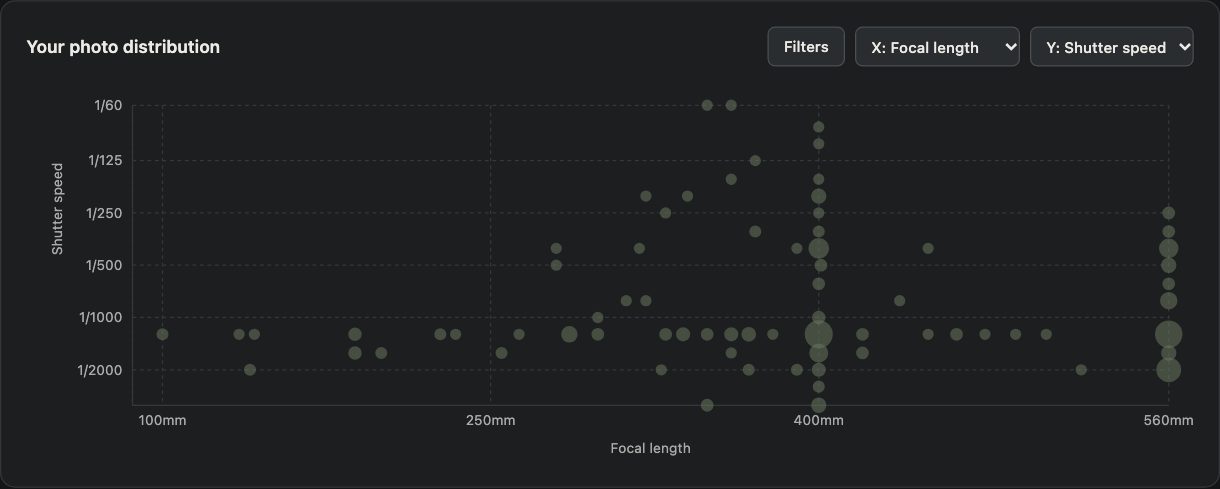 Your photo distribution
Filters
X: Focal length
Y: Shutter speed
1/60
1/125
1/250
1/500
1/1000
1/2000
Shutter speed
100mm
250mm
400mm
560mm
Focal length